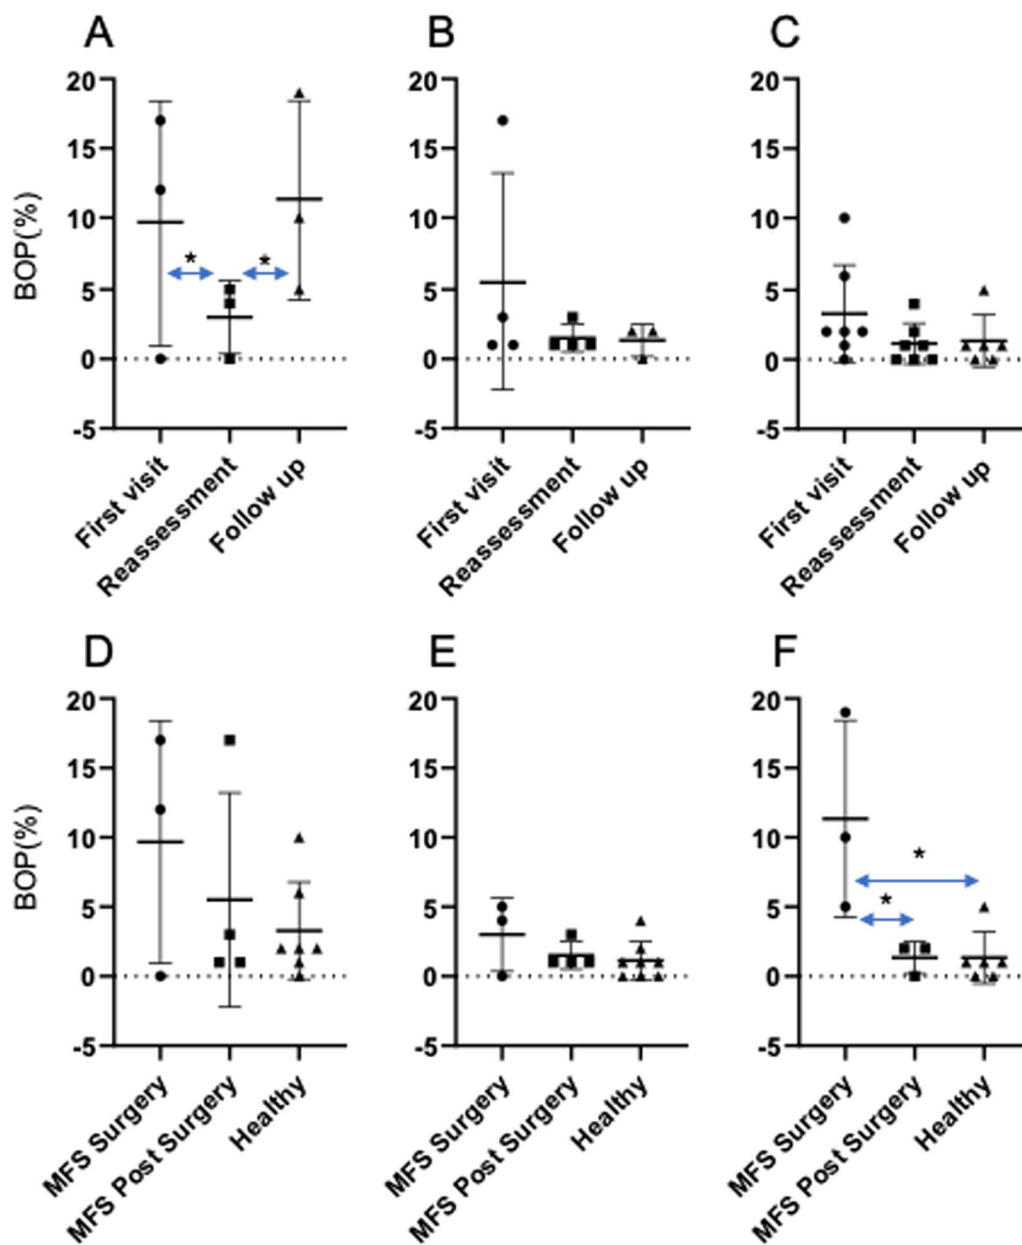 A B C
20 20 20
15 15 15
10 10 10
5 5 5
0 0 0
-5 -5 -5
BOP(%)
* *
First visit Reassessment Follow up
First visit Reassessment Follow up
First visit Reassessment Follow up
D E F
20 20 20
15 15 15
10 10 10
5 5 5
0 0 0
-5 -5 -5
BOP(%)
*
*
MFS Surgery MFS Post Surgery Healthy
MFS Surgery MFS Post Surgery Healthy
MFS Surgery MFS Post Surgery Healthy